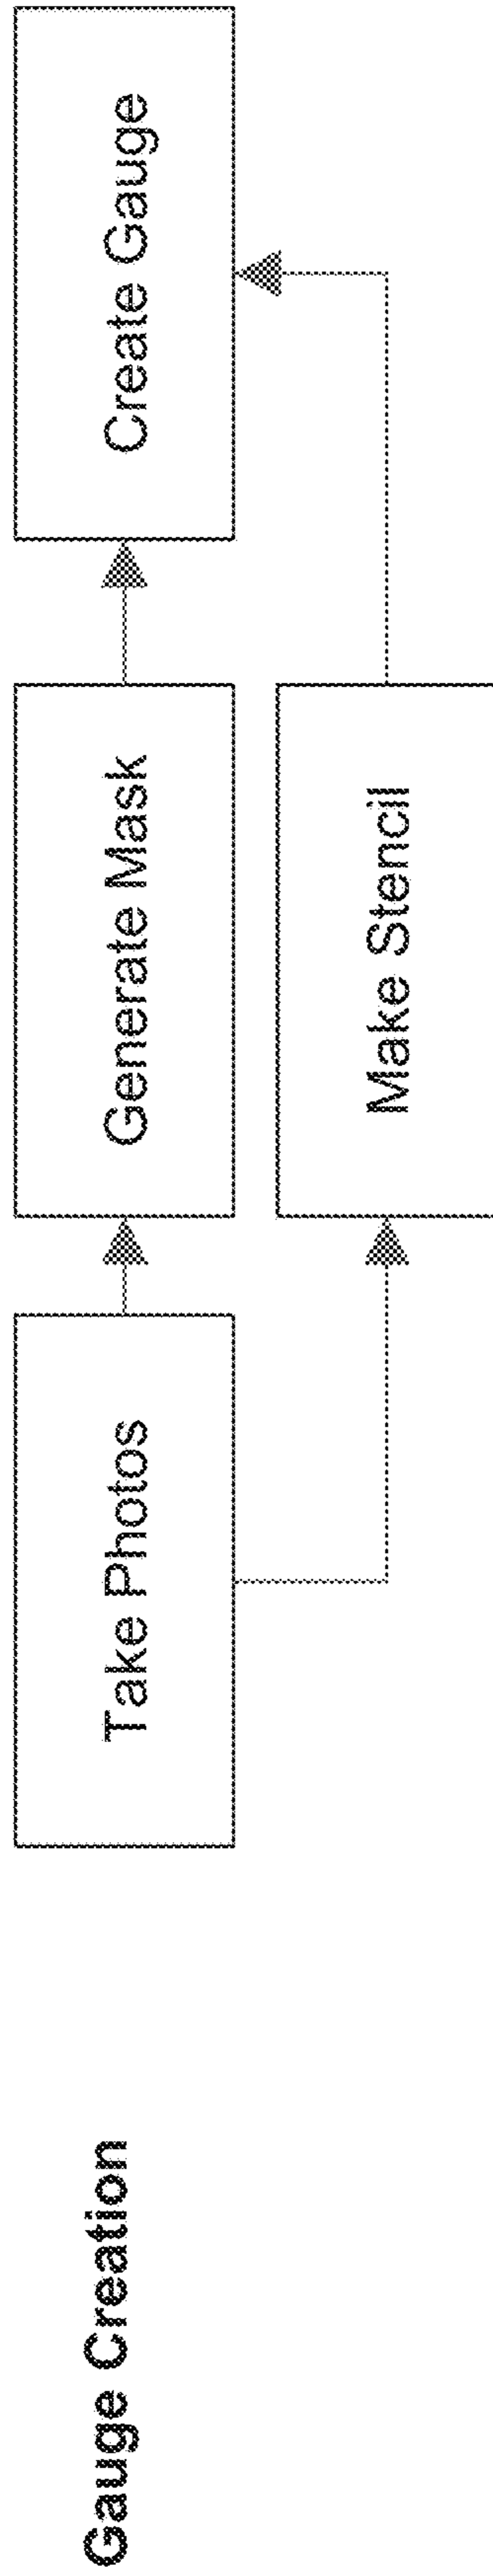 Gauge Creation
Take Photos
Generate Mask
Create Gauge
Make Stencil